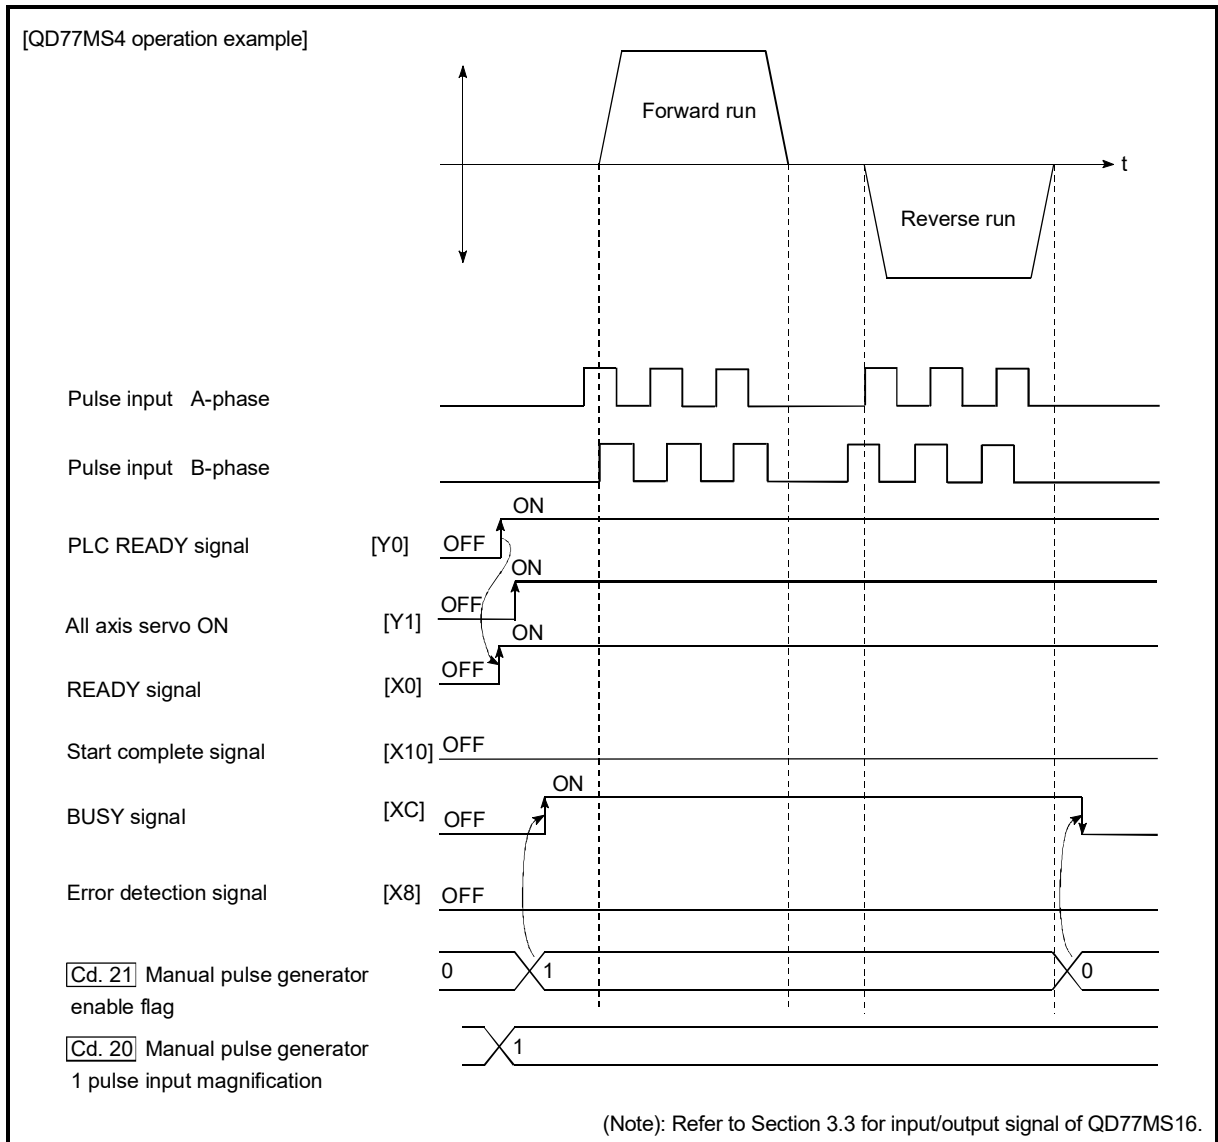 [QD77MS4 operation example]
Forward run
t
Reverse run
Pulse input A-phase
Pulse input B-phase
ON
PLC READY signal [Y0] OFF
ON
OFF
All axis servo ON [Y1]
ON
OFF
READY signal [X0]
Start complete signal [X10] OFF
ON
BUSY signal [XC] OFF
Error detection signal [X8] OFF
Cd. 21 Manual pulse generator 0 1 0
enable flag
Cd. 20 Manual pulse generator 1
1 pulse input magnification
(Note): Refer to Section 3.3 for input/output signal of QD77MS16.